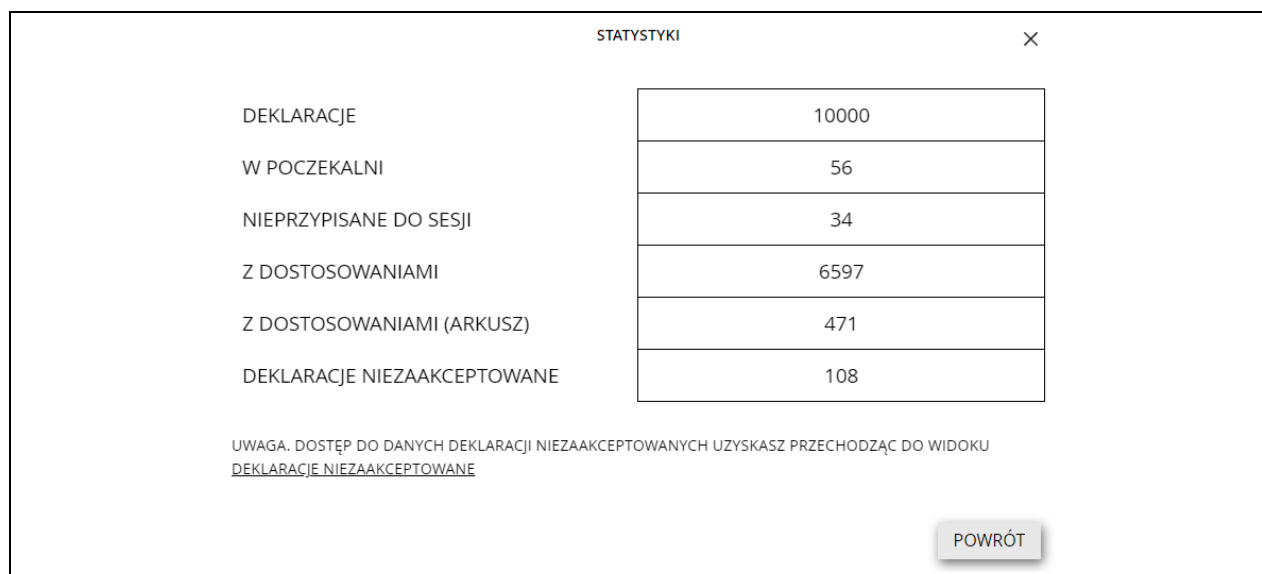 STATYSTYKI
DEKLARACJE 10000
W POCZEKALNI 56
NIEPRZYPISANE DO SESJI 34
Z DOSTOSOWANIAMI 6597
Z DOSTOSOWANIAMI (ARKUSZ) 471
DEKLARACJE NIEZAAKCEPTOWANE 108
UWAGA. DOSTĘP DO DANYCH DEKLARACJI NIEZAAKCEPTOWANYCH UZYSKASZ PRZECHODZĄC DO WIDOKU
DEKLARACJE NIEZAAKCEPTOWANE
POWRÓT